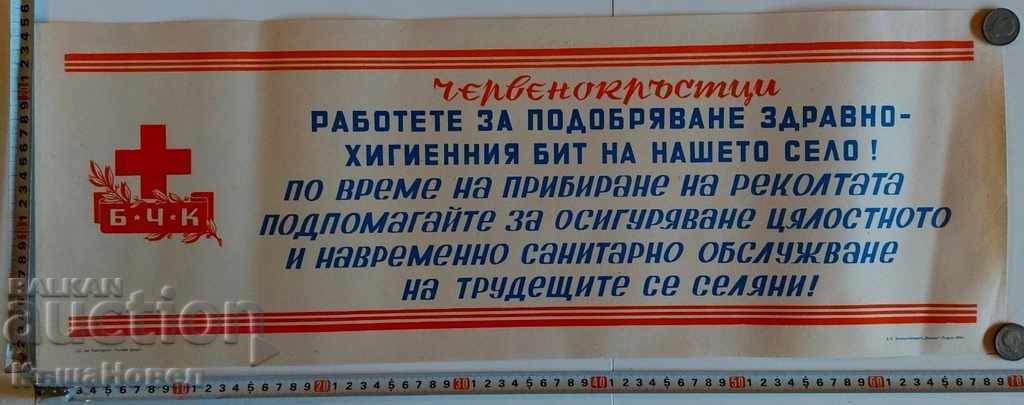 червенокръстци
РАБОТЕТЕ ЗА ПОДОБРЯВАНЕ ЗДРАВНО-
ХИГИЕННИЯ БИТ НА НАШЕТО СЕЛО!
ПО ВРЕМЕ НА ПРИБИРАНЕ НА РЕКОЛТАТА
ПОДПОМАГАЙТЕ ЗА ОСИГУРЯВАНЕ ЦЯЛОСТНОТО
И НАВРЕМЕННО САНИТАРНО ОБСЛУЖВАНЕ
НА ТРУДЕЩИТЕ СЕ СЕЛЯНИ!
Б·Ч·К
BALKAN
auction
КашаНорев